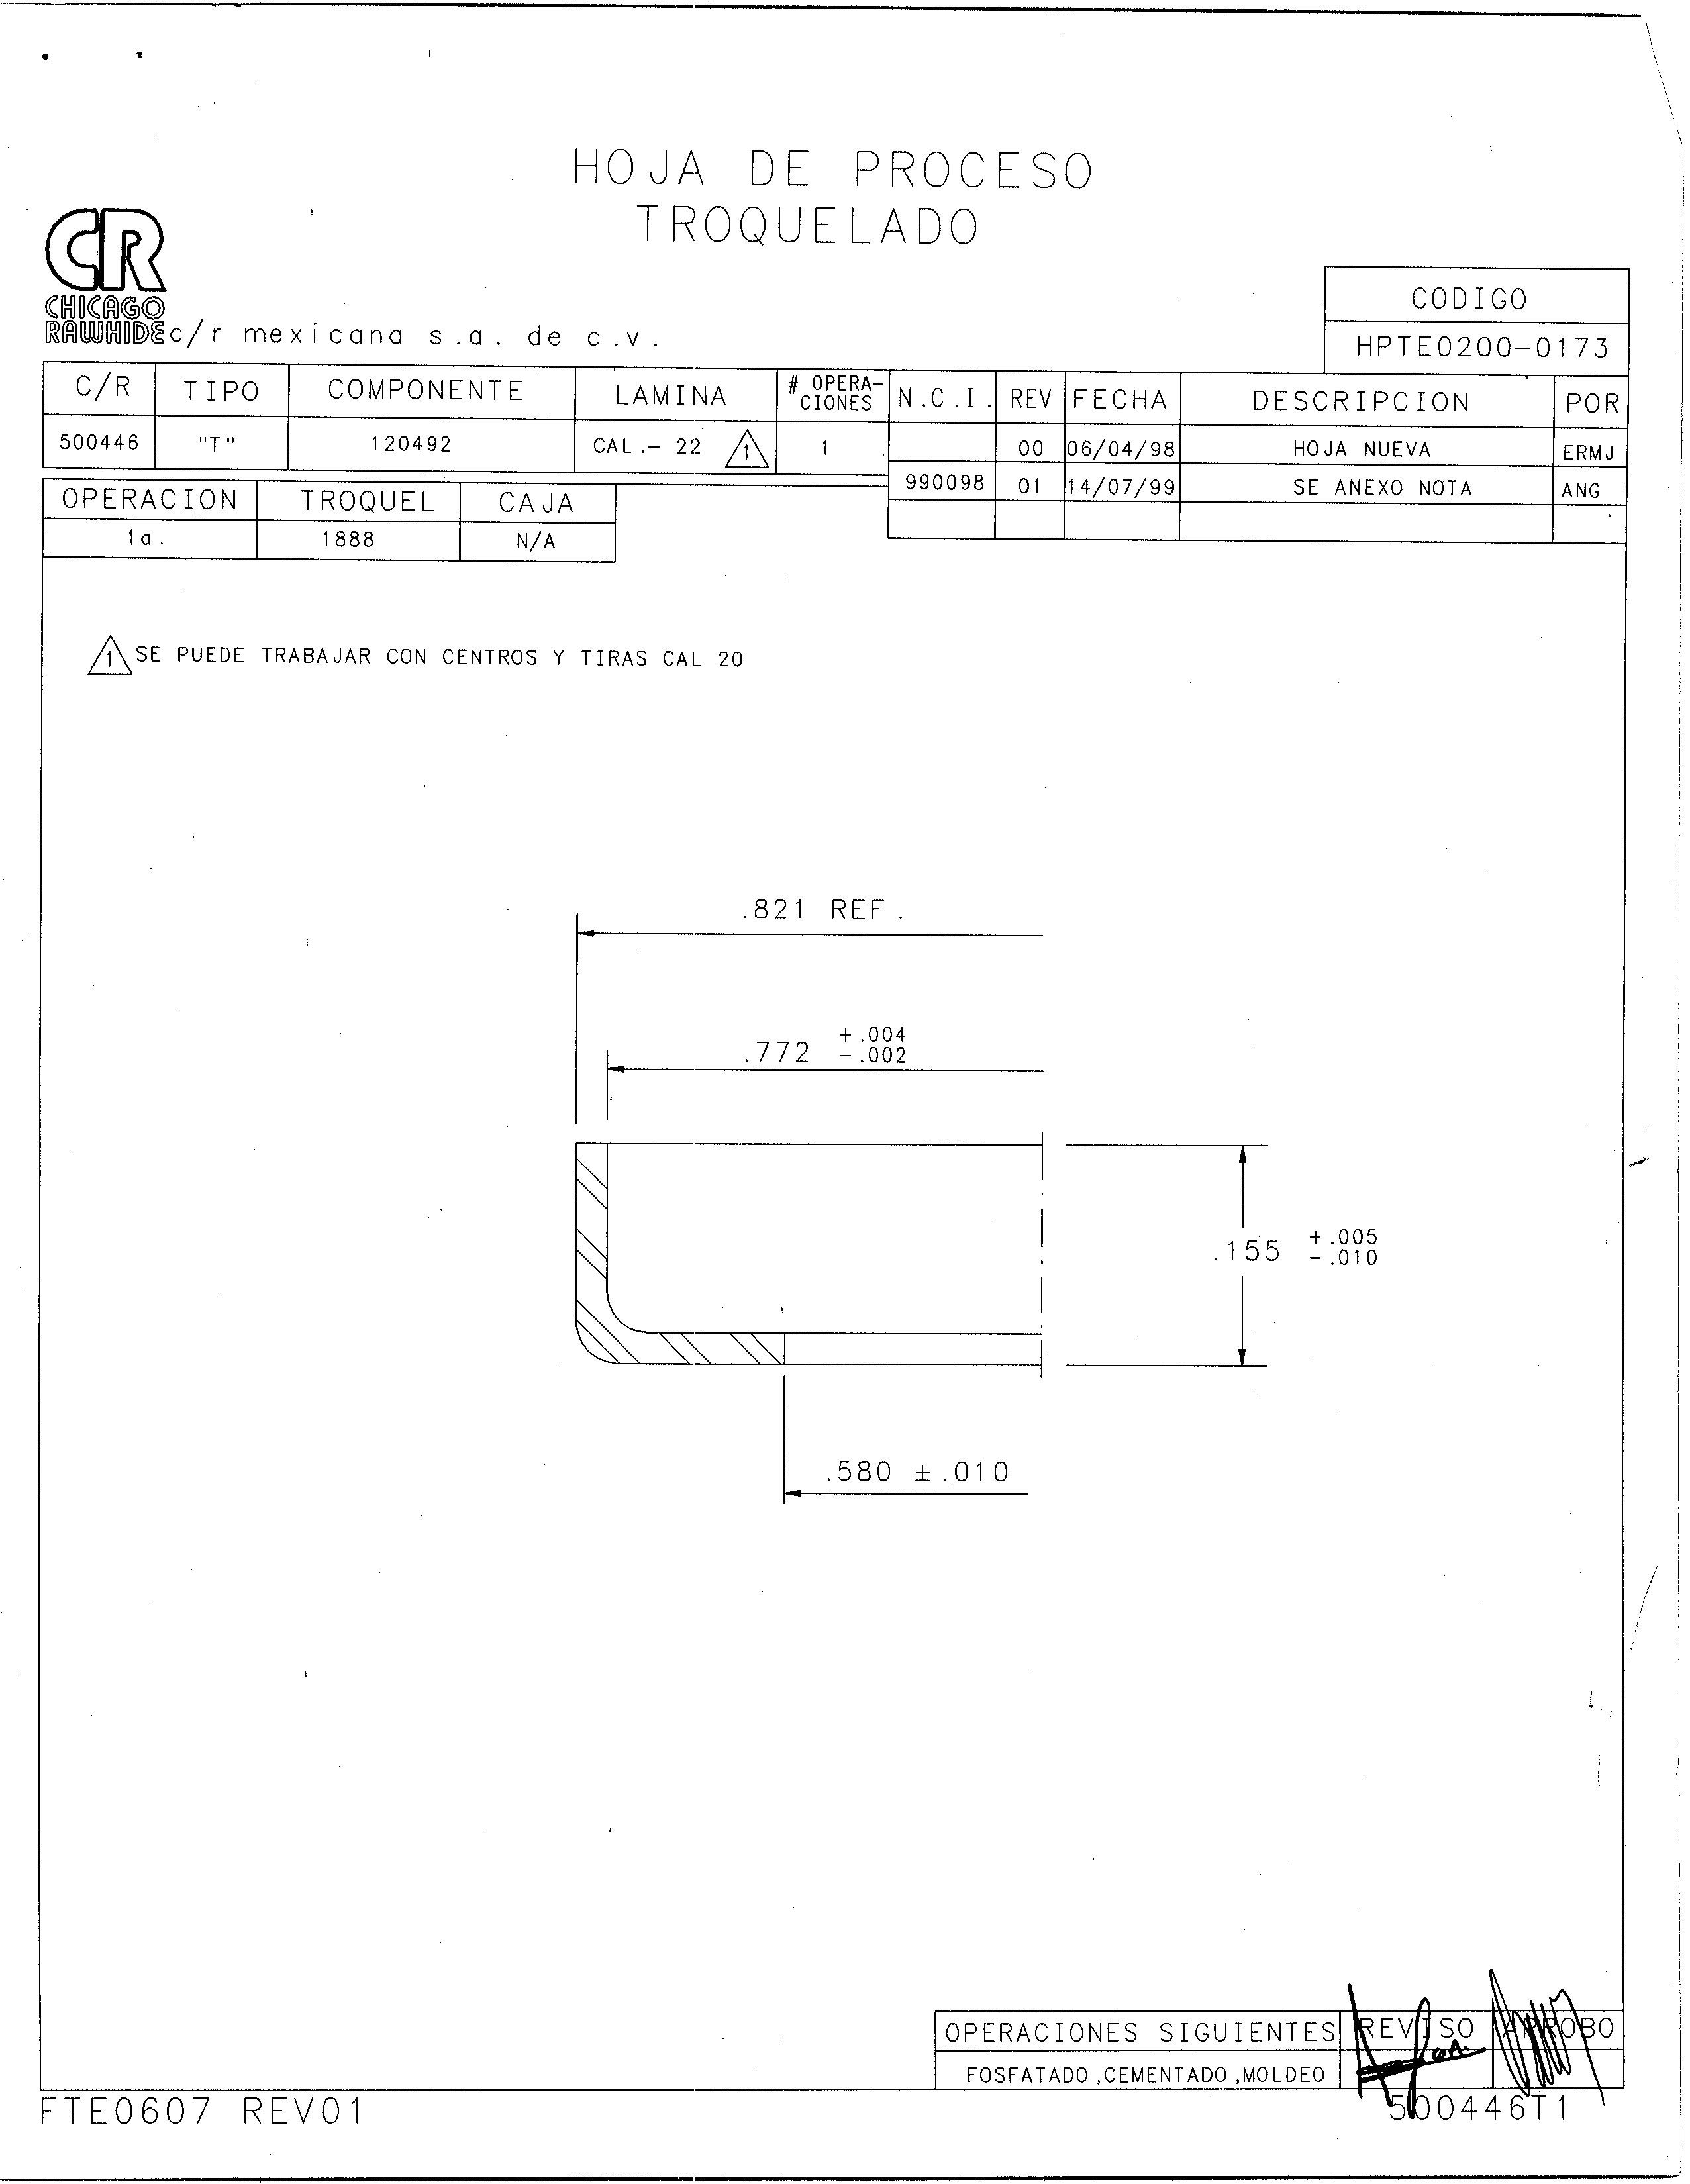 HOJA DE PROCESO
TROQUELADO
CR
CHICAGO
RAWHIDE c/r mexicana s.a. de c.v.
CODIGO
HPTE0200-0173
C/R TIPO COMPONENTE LAMINA # OPERA-CIONES N.C.I. REV FECHA DESCRIPCION POR
500446 "T" 120492 CAL.- 22 1 1 00 06/04/98 HOJA NUEVA ERMJ
990098 01 14/07/99 SE ANEXO NOTA ANG
OPERACION TROQUEL CAJA
1a. 1888 N/A
1 SE PUEDE TRABAJAR CON CENTROS Y TIRAS CAL 20
.821 REF.
.772 +.004 -.002
.155 +.005 -.010
.580 ±.010
OPERACIONES SIGUIENTES REVISO APROBO
FOSFATADO,CEMENTADO,MOLDEO
FTE0607 REV01
500446T1